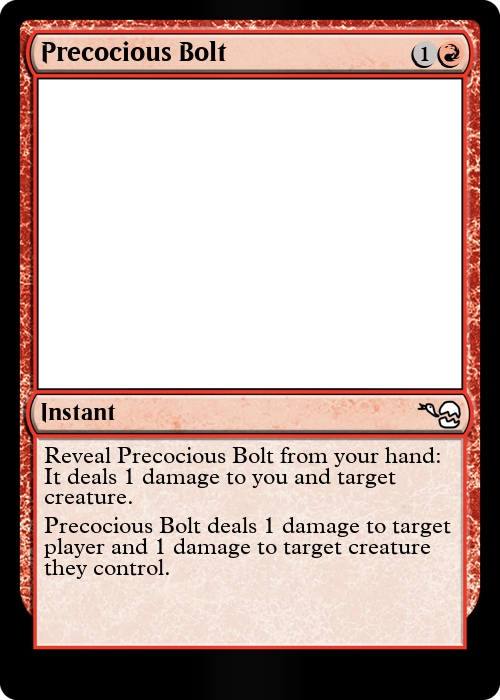 Precocious Bolt 1
Instant
Reveal Precocious Bolt from your hand:
It deals 1 damage to you and target
creature.
Precocious Bolt deals 1 damage to target
player and 1 damage to target creature
they control.